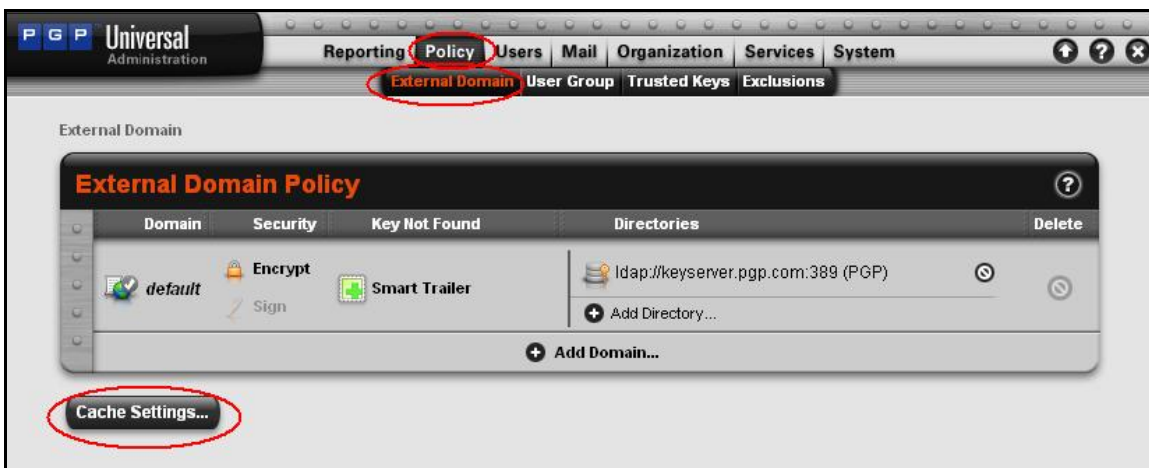 PGP Universal
Administration
Reporting Policy Users Mail Organization Services System
External Domain User Group Trusted Keys Exclusions
External Domain
External Domain Policy
Domain Security Key Not Found Directories Delete
default
Encrypt
Sign
Smart Trailer
ldap://keyserver.pgp.com:389 (PGP)
Add Directory...
Add Domain...
Cache Settings...